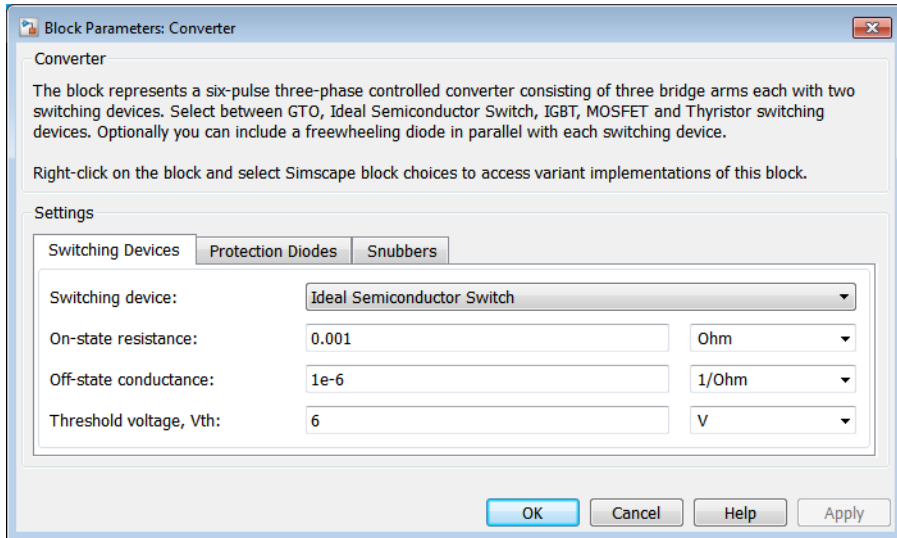 Block Parameters: Converter
Converter
The block represents a six-pulse three-phase controlled converter consisting of three bridge arms each with two
switching devices. Select between GTO, Ideal Semiconductor Switch, IGBT, MOSFET and Thyristor switching
devices. Optionally you can include a freewheeling diode in parallel with each switching device.
Right-click on the block and select Simscape block choices to access variant implementations of this block.
Settings
Switching Devices Protection Diodes Snubbers
Switching device: Ideal Semiconductor Switch
On-state resistance: 0.001 Ohm
Off-state conductance: 1e-6 1/Ohm
Threshold voltage, Vth: 6 V
OK Cancel Help Apply